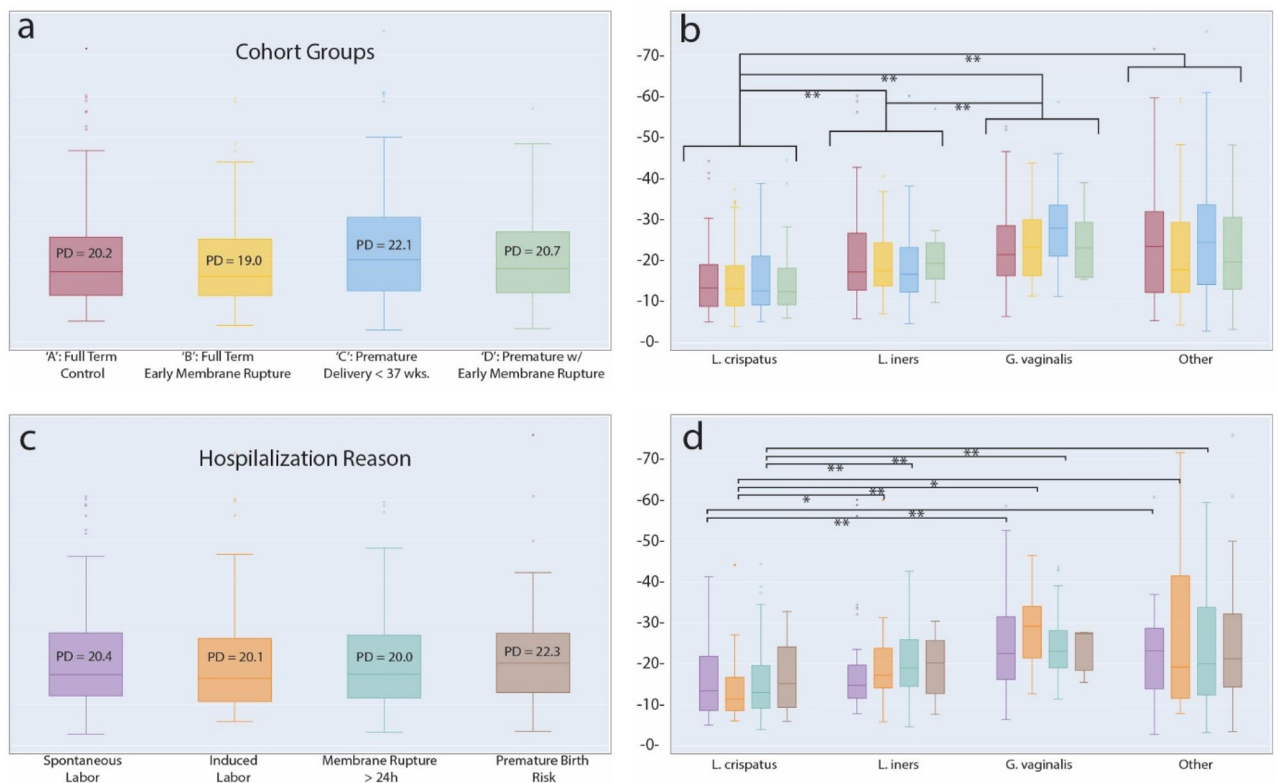 a
Cohort Groups
PD = 20.2
PD = 19.0
PD = 22.1
PD = 20.7
'A': Full Term
Control
'B': Full Term
Early Membrane Rupture
'C': Premature
Delivery < 37 wks.
'D': Premature w/
Early Membrane Rupture
b
-70-
-60-
-50-
-40-
-30-
-20-
-10-
-0-
**
**
**
**
L. crispatus
L. iners
G. vaginalis
Other
c
Hospilalization Reason
PD = 20.4
PD = 20.1
PD = 20.0
PD = 22.3
Spontaneous
Labor
Induced
Labor
Membrane Rupture
> 24h
Premature Birth
Risk
d
-70-
-60-
-50-
-40-
-30-
-20-
-10-
-0-
**
**
**
*
**
*
**
**
L. crispatus
L. iners
G. vaginalis
Other